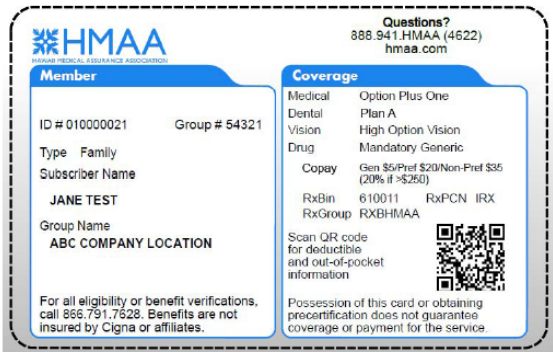 HMAA
HAWAII MEDICAL ASSURANCE ASSOCIATION
Questions?
888.941.HMAA (4622)
hmaa.com
Member
ID # 010000021 Group # 54321
Type Family
Subscriber Name
JANE TEST
Group Name
ABC COMPANY LOCATION
For all eligibility or benefit verifications,
call 866.791.7628. Benefits are not
insured by Cigna or affiliates.
Coverage
Medical Option Plus One
Dental Plan A
Vision High Option Vision
Drug Mandatory Generic
Copay Gen $5/Pref $20/Non-Pref $35
(20% if >$250)
RxBin 610011 RxPCN IRX
RxGroup RXBHMAA
Scan QR code
for deductible
and out-of-pocket
information
Possession of this card or obtaining
precertification does not guarantee
coverage or payment for the service.